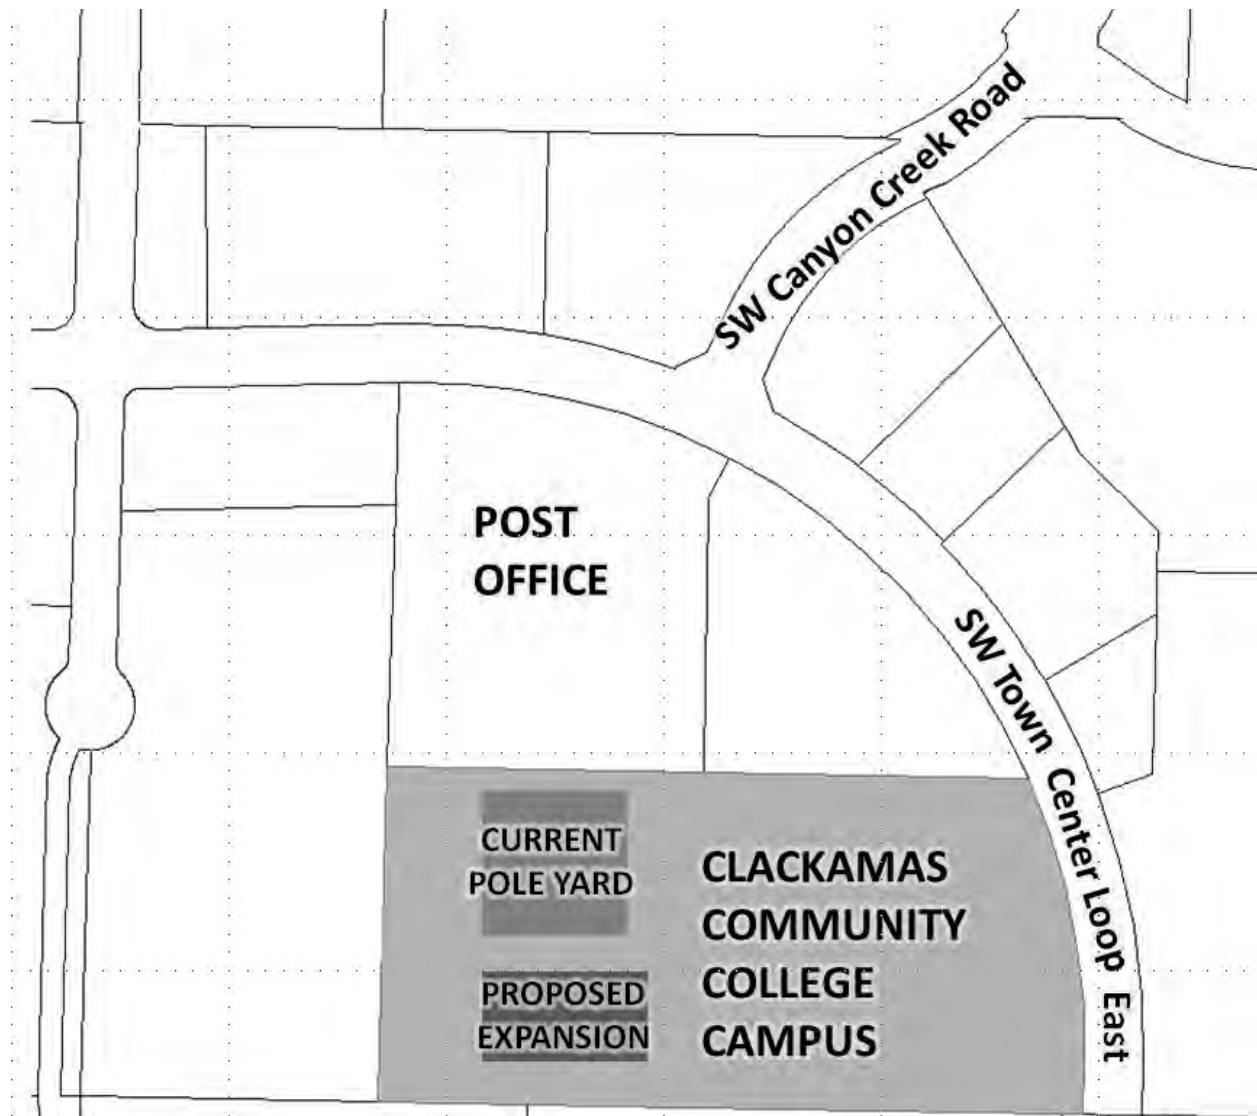 SW Canyon Creek Road
POST
OFFICE
SW Town Center Loop East
CURRENT
POLE YARD
CLACKAMAS
COMMUNITY
COLLEGE
CAMPUS
PROPOSED
EXPANSION